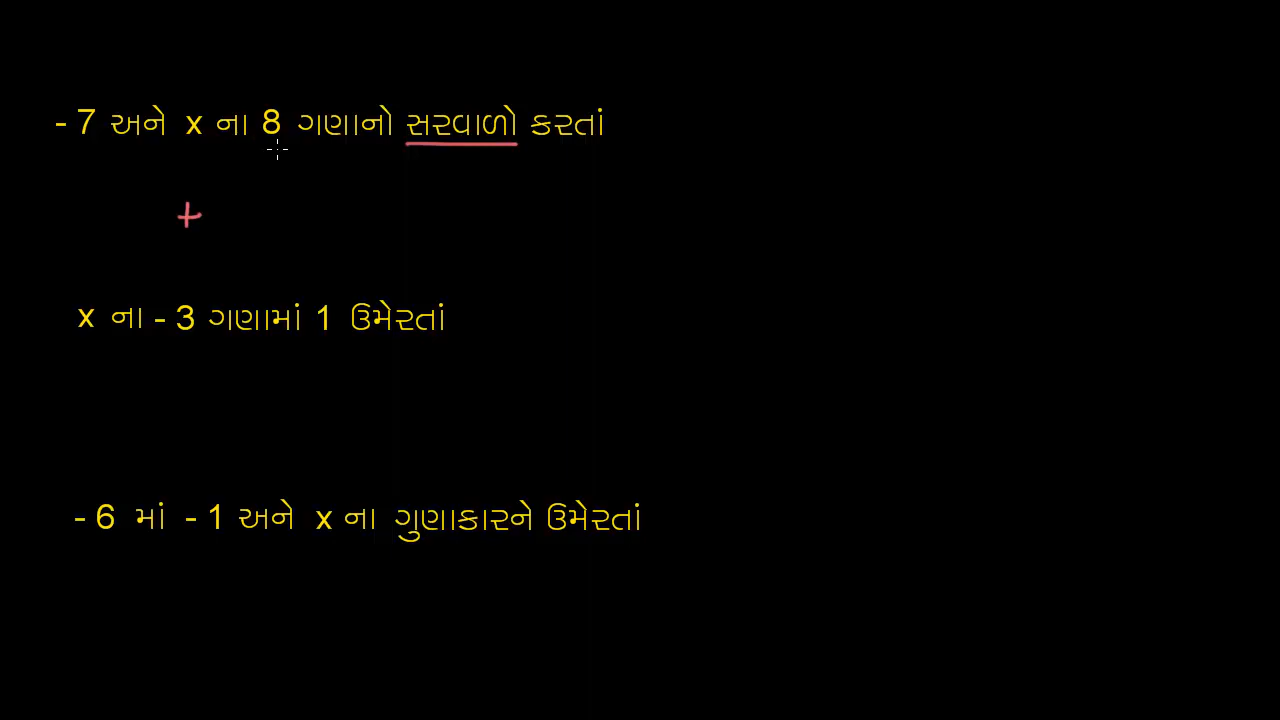 - 7 અને x ના 8 ગણાનો સરવાળો કરતાં
+
x ના - 3 ગણામાં 1 ઉમેરતાં
- 6 માં - 1 અને x ના ગુણાકારને ઉમેરતાં